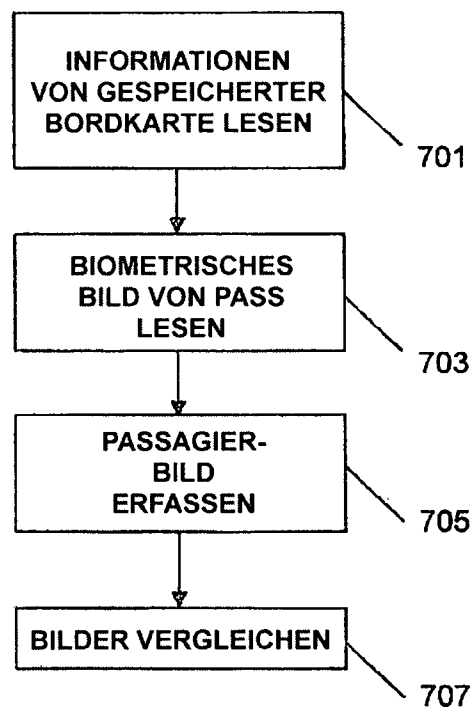 INFORMATIONEN
VON GESPEICHERTER
BORDKARTE LESEN
701
BIOMETRISCHES
BILD VON PASS
LESEN
703
PASSAGIER-
BILD
ERFASSEN
705
BILDER VERGLEICHEN
707